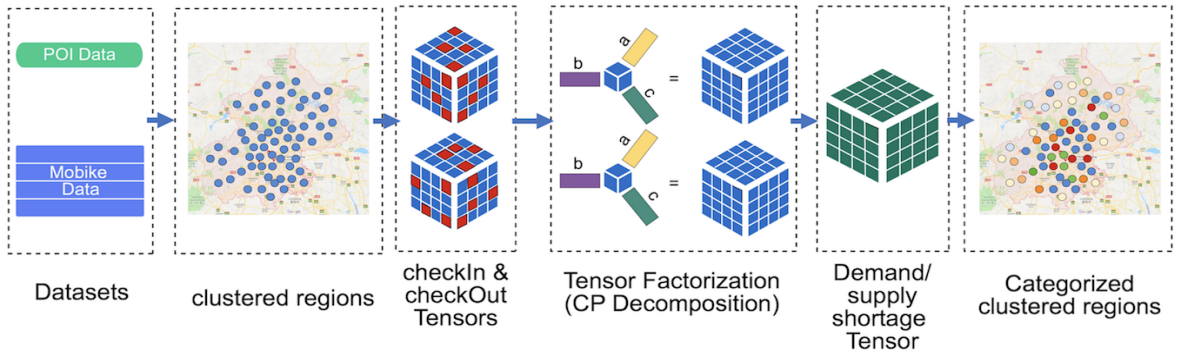 POI Data
Mobike
Data
a
b
c
=
a
b
c
=
Datasets
clustered regions
checkIn &
checkOut
Tensors
Tensor Factorization
(CP Decomposition)
Demand/
supply
shortage
Tensor
Categorized
clustered regions